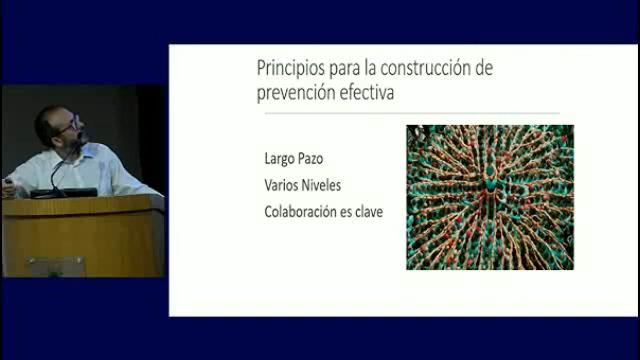 Principios para la construcción de
prevención efectiva
Largo Pazo
Varios Niveles
Colaboración es clave